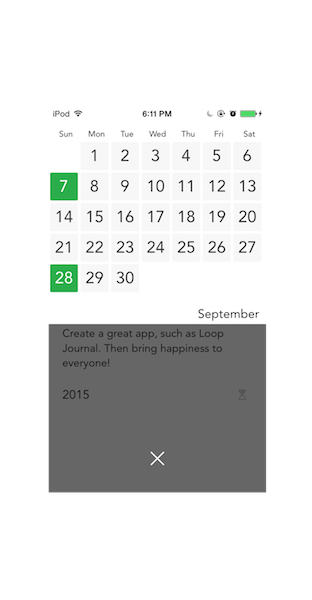 iPod 6:11 PM
Sun Mon Tue Wed Thu Fri Sat
1 2 3 4 5 6
7 8 9 10 11 12 13
14 15 16 17 18 19 20
21 22 23 24 25 26 27
28 29 30
September
Create a great app, such as Loop
Journal. Then bring happiness to
everyone!
2015